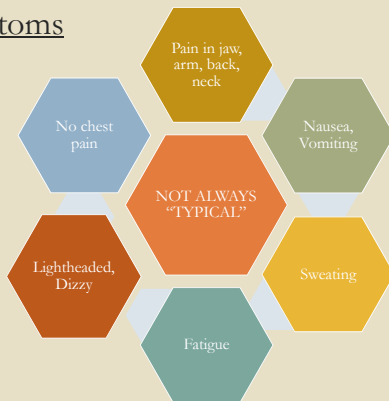 toms
Pain in jaw,
arm, back,
neck
No chest
pain
Nausea,
Vomiting
NOT ALWAYS
“TYPICAL”
Lightheaded,
Dizzy
Sweating
Fatigue